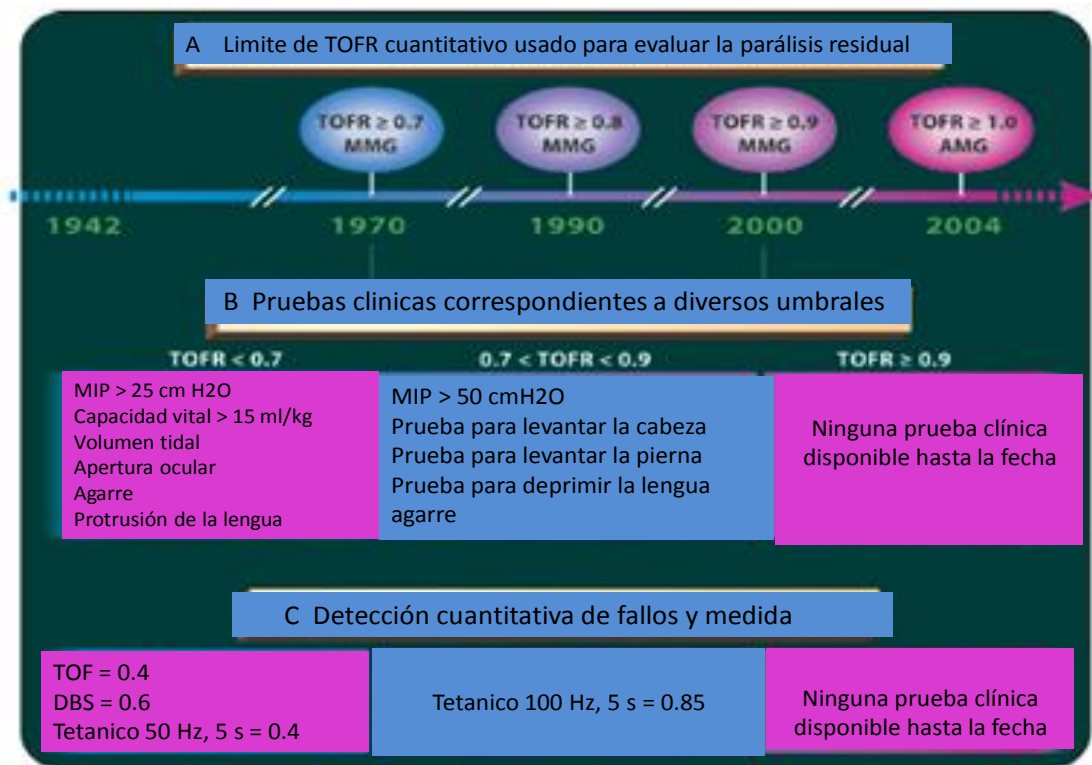 A Limite de TOFR cuantitativo usado para evaluar la parálisis residual
TOFR ≥ 0.7
MMG
TOFR ≥ 0.8
MMG
TOFR ≥ 0.9
MMG
TOFR ≥ 1.0
AMG
1942
1970
1990
2000
2004
B Pruebas clinicas correspondientes a diversos umbrales
TOFR < 0.7
0.7 < TOFR < 0.9
TOFR ≥ 0.9
MIP > 25 cm H2O
Capacidad vital > 15 ml/kg
Volumen tidal
Apertura ocular
Agarre
Protrusión de la lengua
MIP > 50 cmH2O
Prueba para levantar la cabeza
Prueba para levantar la pierna
Prueba para deprimir la lengua
agarre
Ninguna prueba clínica
disponible hasta la fecha
C Detección cuantitativa de fallos y medida
TOF = 0.4
DBS = 0.6
Tetanico 50 Hz, 5 s = 0.4
Tetanico 100 Hz, 5 s = 0.85
Ninguna prueba clínica
disponible hasta la fecha